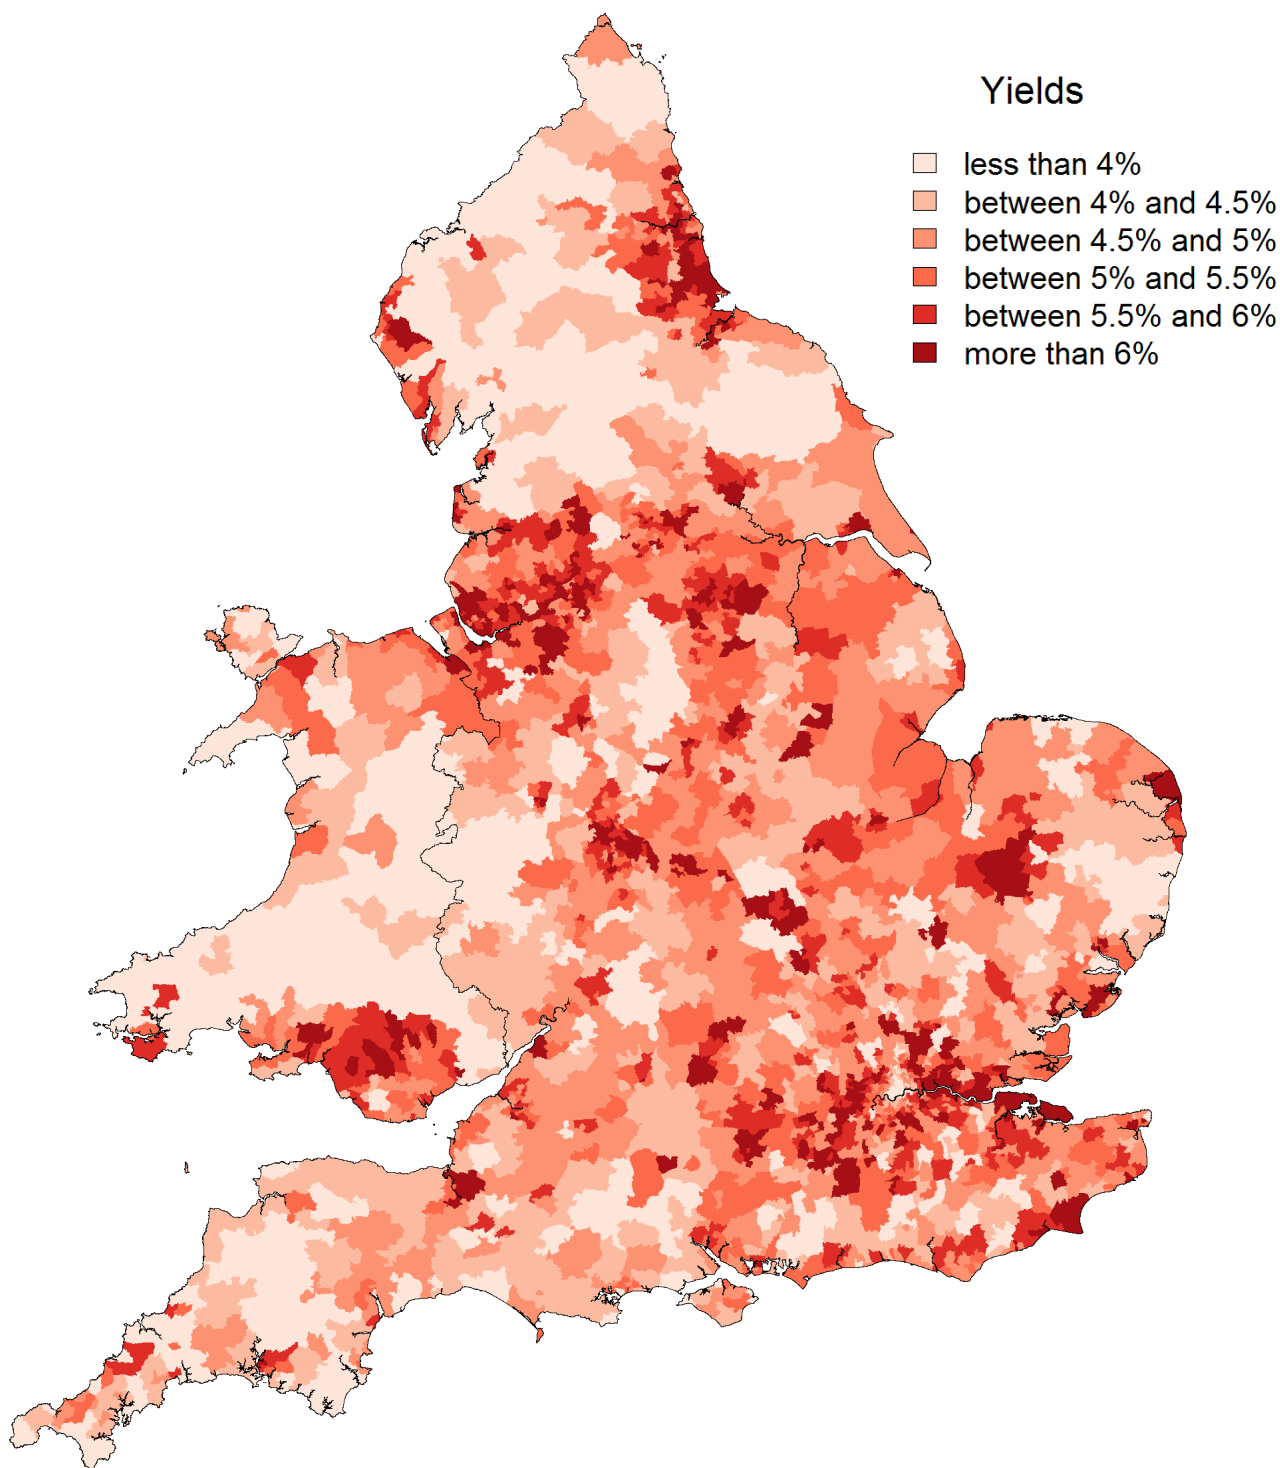 Yields
less than 4%
between 4% and 4.5%
between 4.5% and 5%
between 5% and 5.5%
between 5.5% and 6%
more than 6%